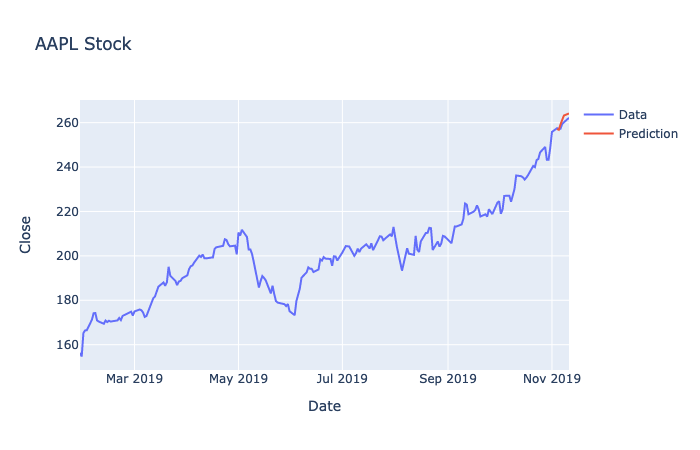 AAPL Stock
Data
Prediction
Close
260
240
220
200
180
160
Mar 2019
May 2019
Jul 2019
Sep 2019
Nov 2019
Date